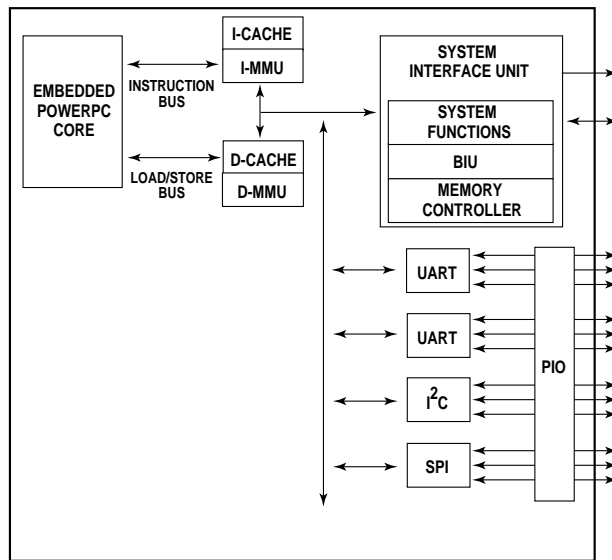 EMBEDDED
POWERPC
CORE
INSTRUCTION
BUS
LOAD/STORE
BUS
I-CACHE
I-MMU
D-CACHE
D-MMU
SYSTEM
INTERFACE UNIT
SYSTEM
FUNCTIONS
BIU
MEMORY
CONTROLLER
UART
UART
I²C
SPI
PIO